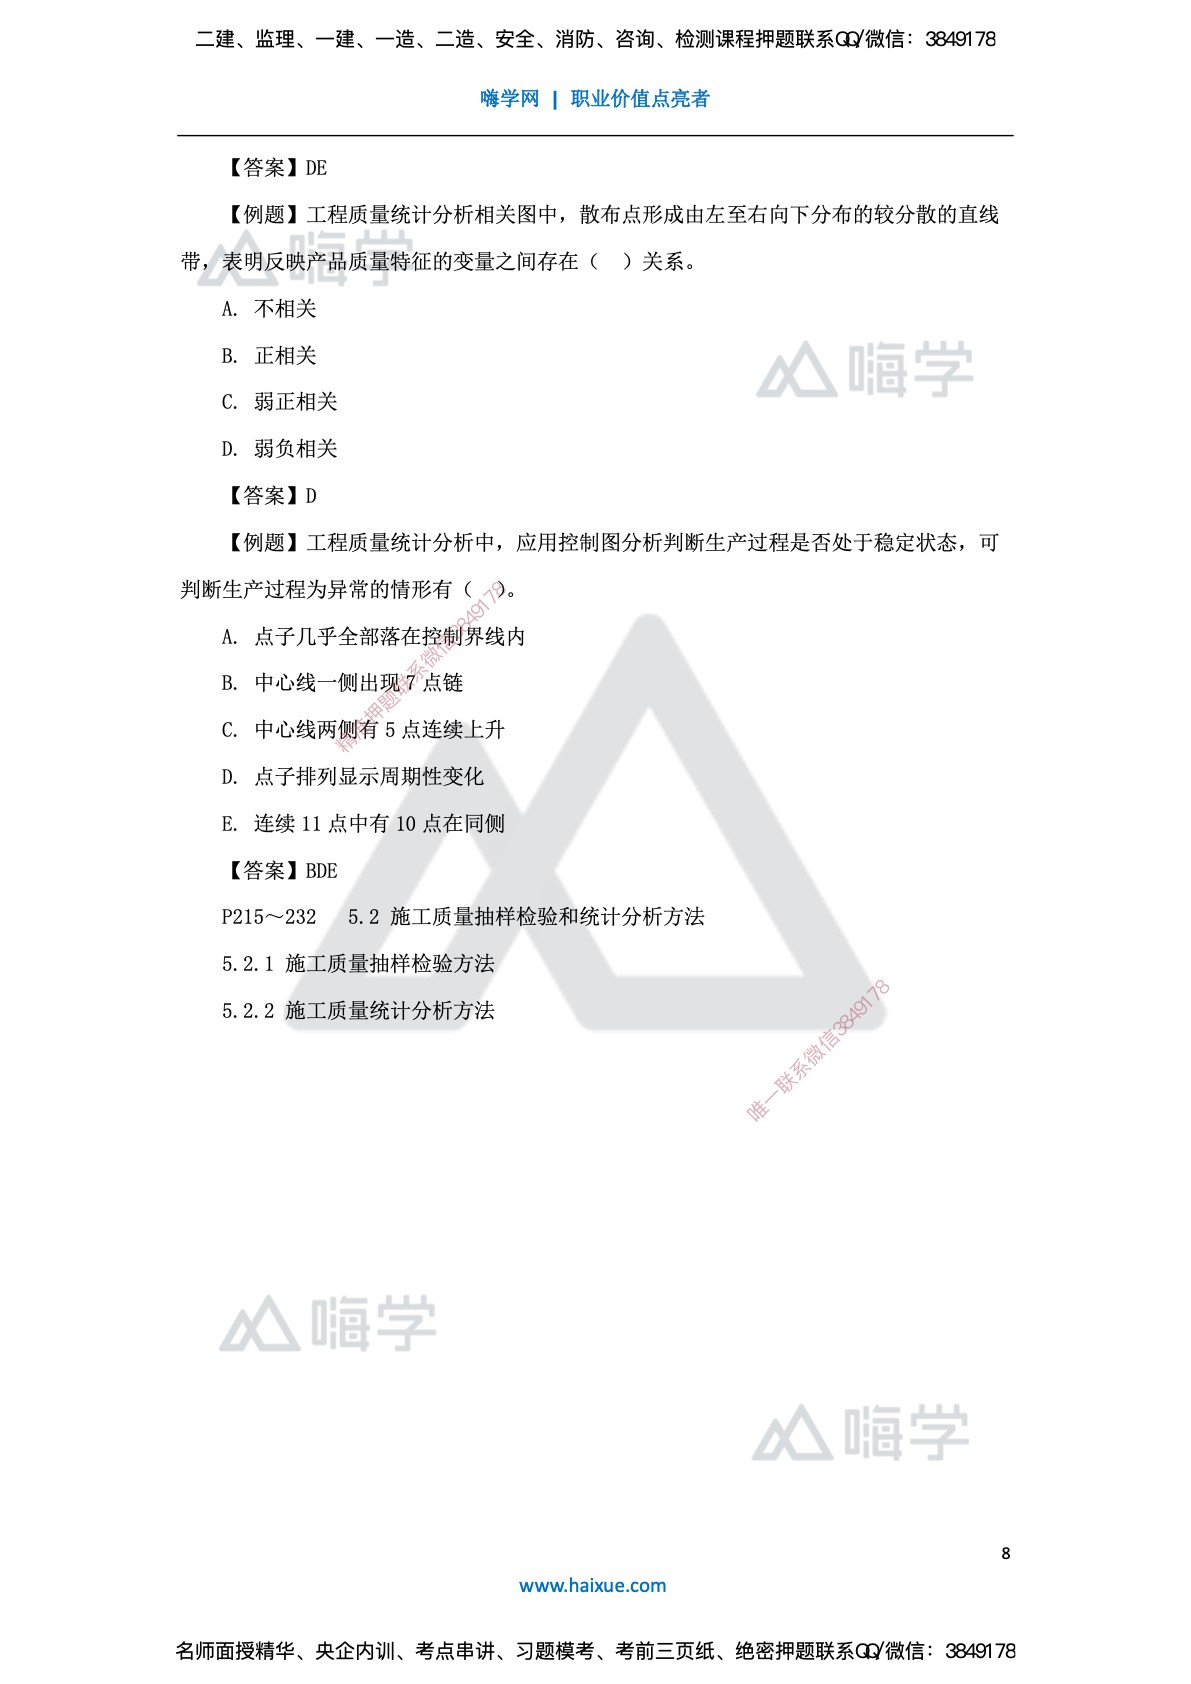 二建、监理、一建、一造、二造、安全、消防、咨询、检测课程押题联系QQ/微信：3849178
嗨学网 | 职业价值点亮者
【答案】DE
【例题】工程质量统计分析相关图中，散布点形成由左至右向下分布的较分散的直线
带，表明反映产品质量特征的变量之间存在（ ）关系。
嗨学
A. 不相关
B. 正相关
嗨学
C. 弱正相关
D. 弱负相关
【答案】D
【例题】工程质量统计分析中，应用控制图分析判断生产过程是否处于稳定状态，可
判断生产过程为异常的情形有（ ）。
A. 点子几乎全部落在控制界线内
B. 中心线一侧出现 7 点链
C. 中心线两侧有 5 点连续上升
D. 点子排列显示周期性变化
E. 连续 11 点中有 10 点在同侧
【答案】BDE
P215～232 5.2 施工质量抽样检验和统计分析方法
5.2.1 施工质量抽样检验方法
5.2.2 施工质量统计分析方法
精准押题联系微信3849178
唯一联系微信3849178
嗨学
嗨学
8
www.haixue.com
名师面授精华、央企内训、考点串讲、习题模考、考前三页纸、绝密押题联系QQ/微信：3849178